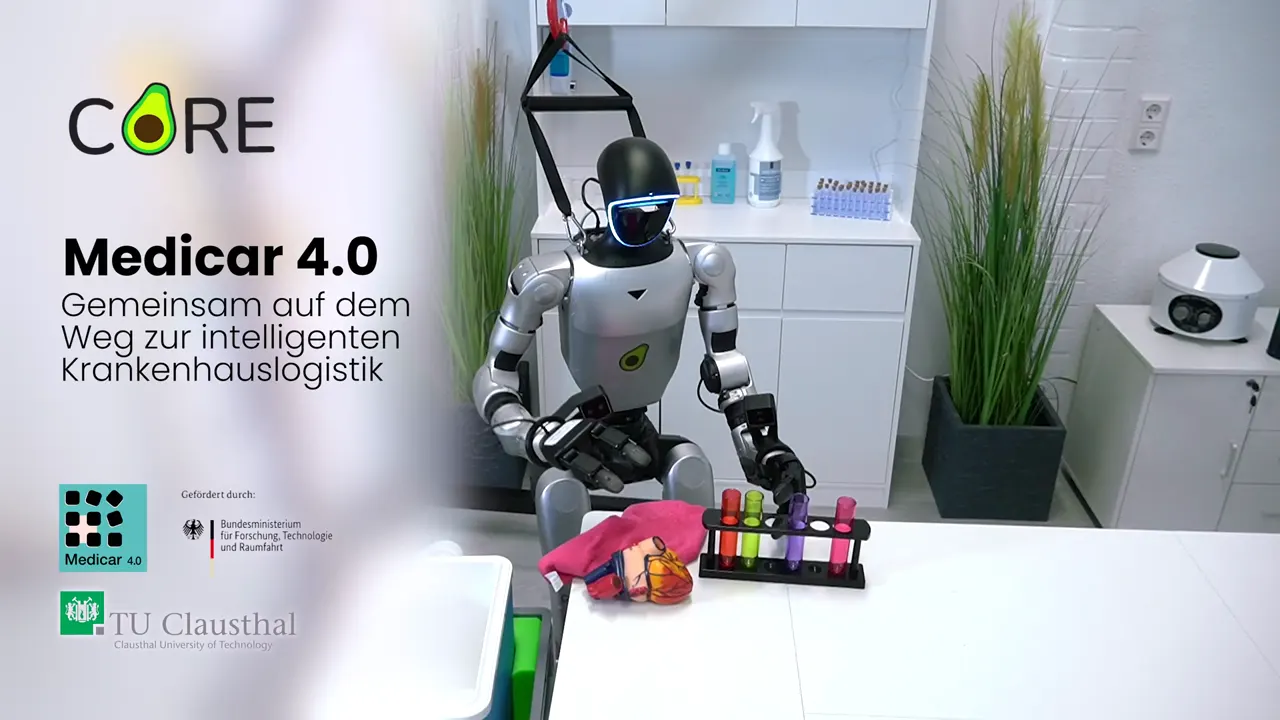 CORE
Medicar 4.0
Gemeinsam auf dem
Weg zur intelligenten
Krankenhauslogistik
Medicar 4.0
Gefördert durch:
Bundesministerium
für Forschung, Technologie
und Raumfahrt
TU Clausthal
Clausthal University of Technology